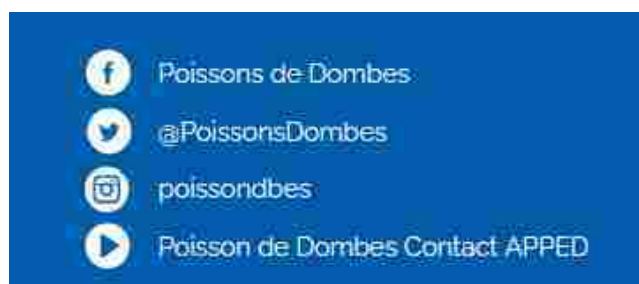 Poissons de Dombes
@PoissonsDombes
poissondbes
Poisson de Dombes Contact APPED